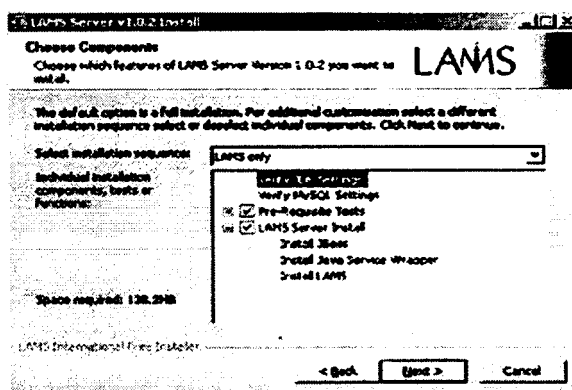 LAMS Server v1.0.2 Install
Choose Components
Choose which features of LAMS Server Version 1.0-2 you want to
install.
LAMS
The default option is a full installation. For additional customisation select a different
installation sequence select or deselect individual components. Click Next to continue.
Select installation sequence:
LAMS only
Individual installation
components, tests or
Functions:
Settings
Verify MySQL Settings
Pre-Requisite Tests
LAMS Server Install
Install JBoss
Install Java Service Wrapper
Install LAMS
Space required: 138.2MB
LAMS International
Installer
< Back
Next >
Cancel